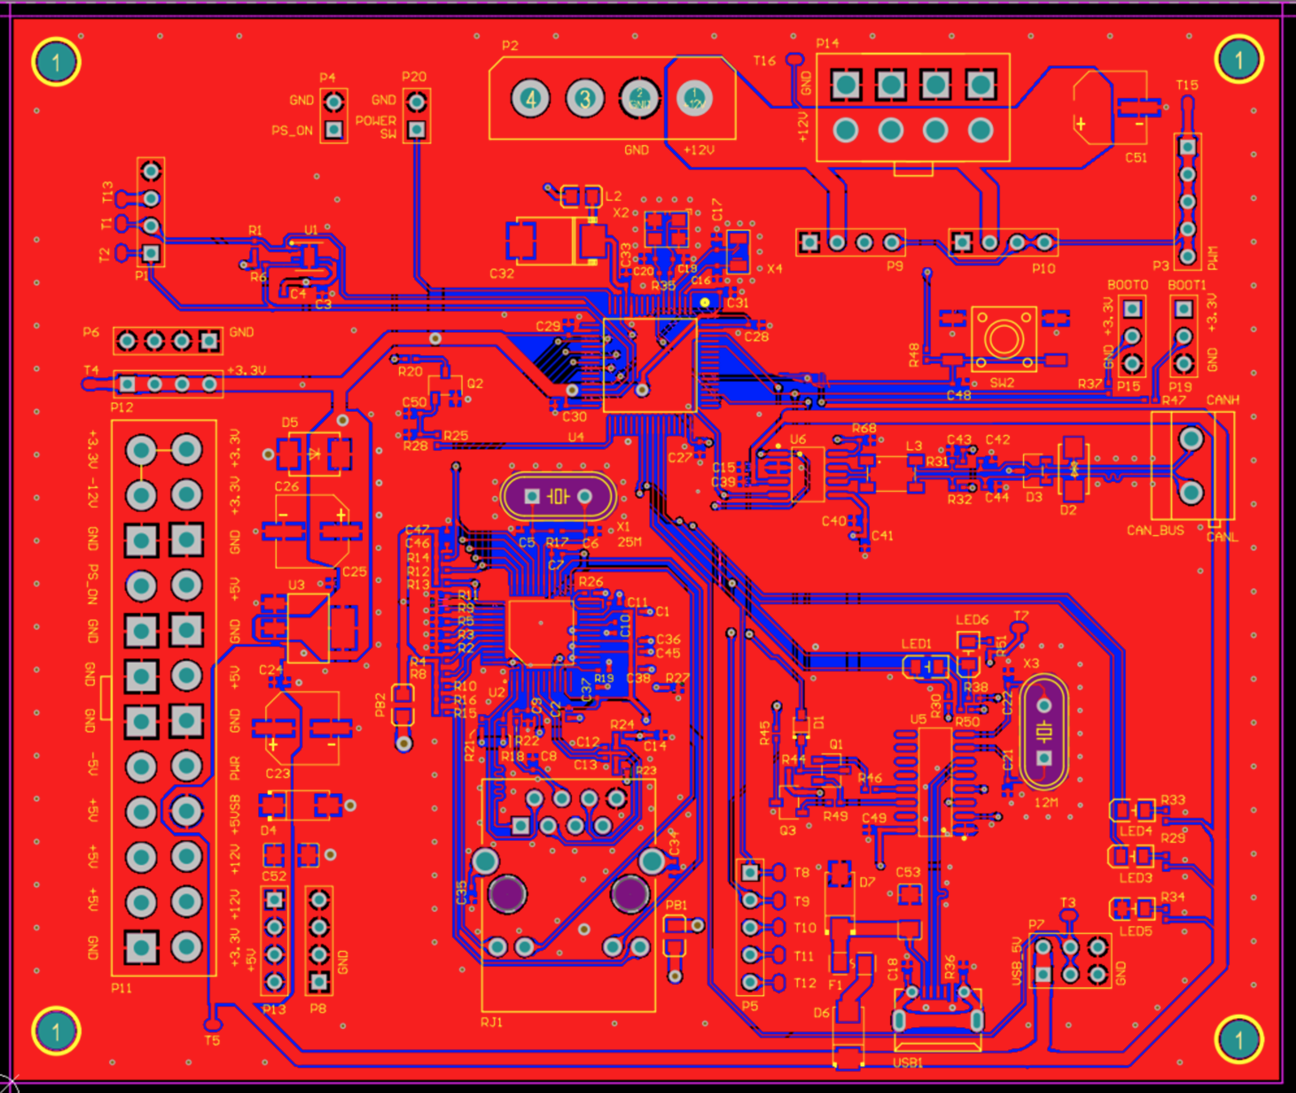 1
1
P4
GND
PS_ON
P20
GND
POWER
SW
P2
4
3
2
GND
1
+12V
GND
+12V
T16
P14
GND
+12V
C51
T15
P3
PWM
T13
T1
T2
P1
R1
U1
R6
C4
C3
L2
C32
X2
C33
C20
C19
R35
C17
C16
X4
C31
C28
C29
P9
P10
BOOT0
BOOT1
+3.3V
GND
P15
+3.3V
GND
P19
R37
R47
R48
SW2
C48
P6
GND
T4
+3.3V
P12
R20
Q2
C50
R28
R25
C30
U4
C27
C15
C39
U6
R68
L3
C40
C41
R31
R32
C43
C42
C44
D3
D2
CANH
CAN_BUS
CANL
D5
C26
C25
U3
C24
C23
D4
C52
+3.3V
-12V
GND
PS_ON
GND
GND
GND
-5V
+5V
+5V
+5V
GND
+3.3V
+3.3V
GND
+5V
GND
+5V
GND
PWR
+5VSB
+12V
P11
+12V
+5V
+3.3V
P13
GND
P8
T5
X1
25M
C5
R17
C6
C7
C47
C46
R14
R12
R13
R11
R9
R5
R3
R2
R4
R8
R10
R16
R15
U2
R26
C11
C1
C10
C36
C45
R19
C38
R27
C37
C9
C2
R21
R22
R18
C8
C12
C13
R24
C14
R23
PB2
C35
C34
RJ1
PB1
LED1
LED6
T7
R51
X3
12M
R30
R38
R50
C22
C21
U5
R45
D1
R44
Q1
Q3
R46
R49
C49
T8
T9
T10
T11
T12
P5
D7
C53
F1
D6
C18
R36
USB1
LED4
R33
R29
LED3
R34
LED5
P7
T3
USB_5V
GND
1
1